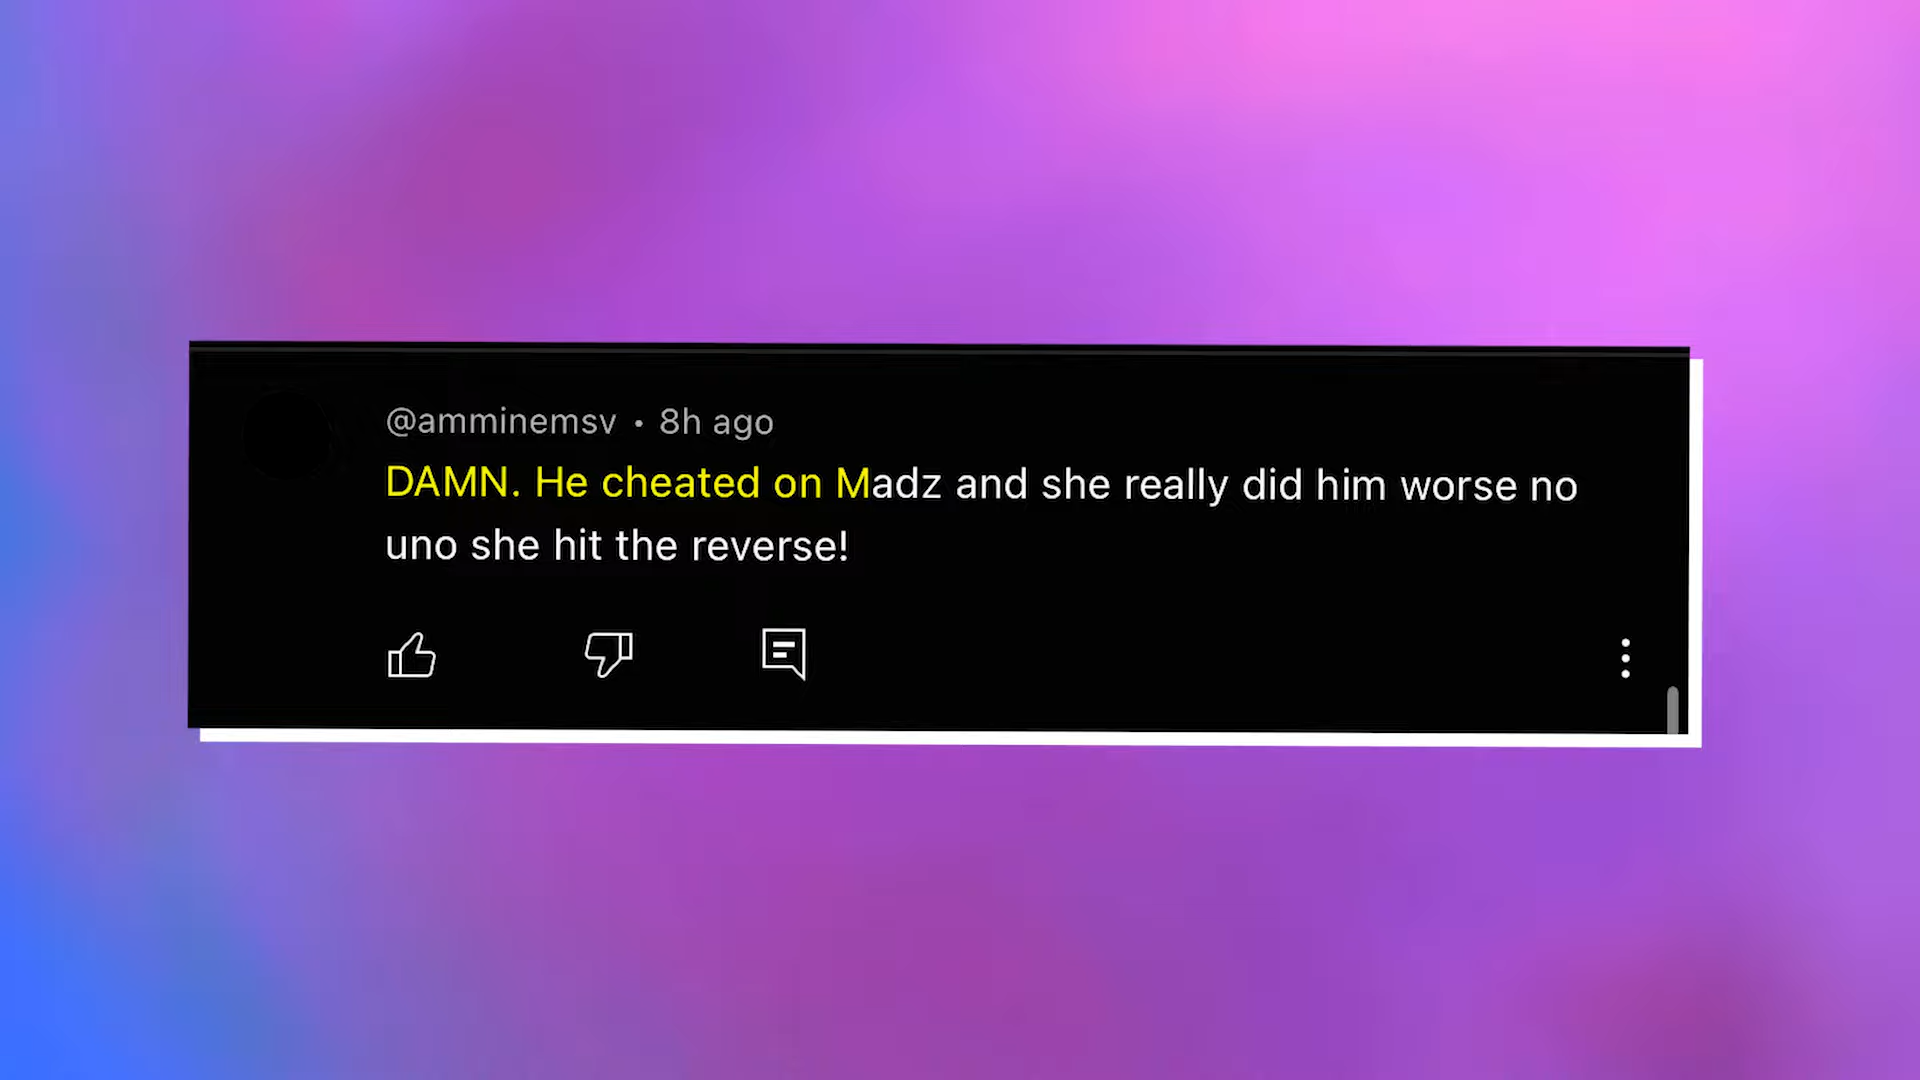 @amminemsv • 8h ago
DAMN. He cheated on Madz and she really did him worse no
uno she hit the reverse!